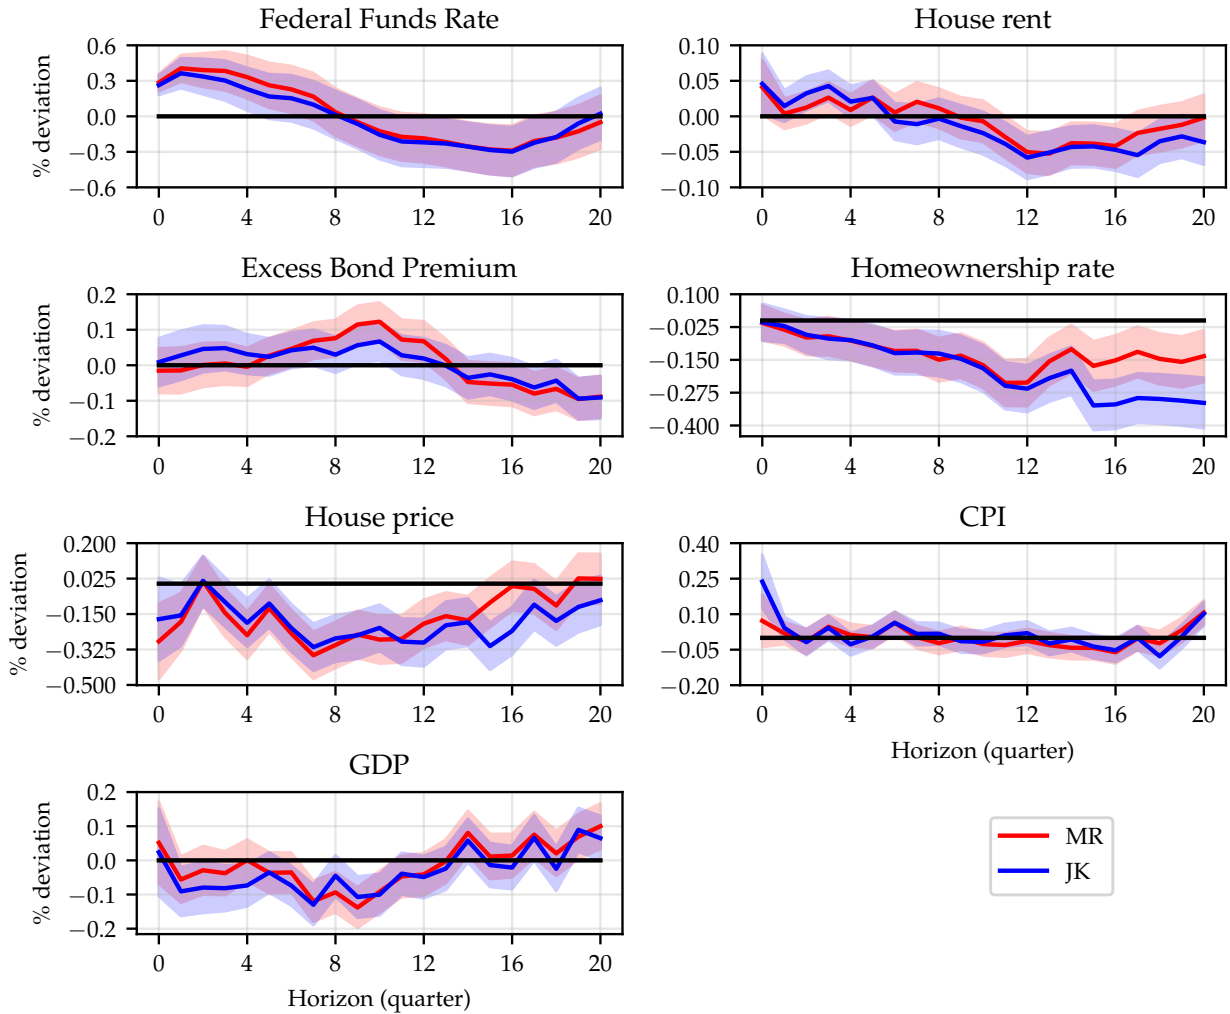 Federal Funds Rate
% deviation
0.6
0.3
0.0
−0.3
−0.6
0 4 8 12 16 20
House rent
0.10
0.05
0.00
−0.05
−0.10
0 4 8 12 16 20
Excess Bond Premium
% deviation
0.2
0.1
0.0
−0.1
−0.2
0 4 8 12 16 20
Homeownership rate
0.100
−0.025
−0.150
−0.275
−0.400
0 4 8 12 16 20
House price
% deviation
0.200
0.025
−0.150
−0.325
−0.500
0 4 8 12 16 20
CPI
0.40
0.25
0.10
−0.05
−0.20
0 4 8 12 16 20
Horizon (quarter)
GDP
% deviation
0.2
0.1
0.0
−0.1
−0.2
0 4 8 12 16 20
Horizon (quarter)
MR
JK